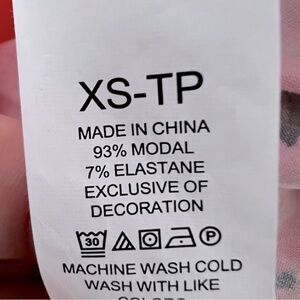 XS-TP
MADE IN CHINA
93% MODAL
7% ELASTANE
EXCLUSIVE OF
DECORATION
30 P
MACHINE WASH COLD
WASH WITH LIKE